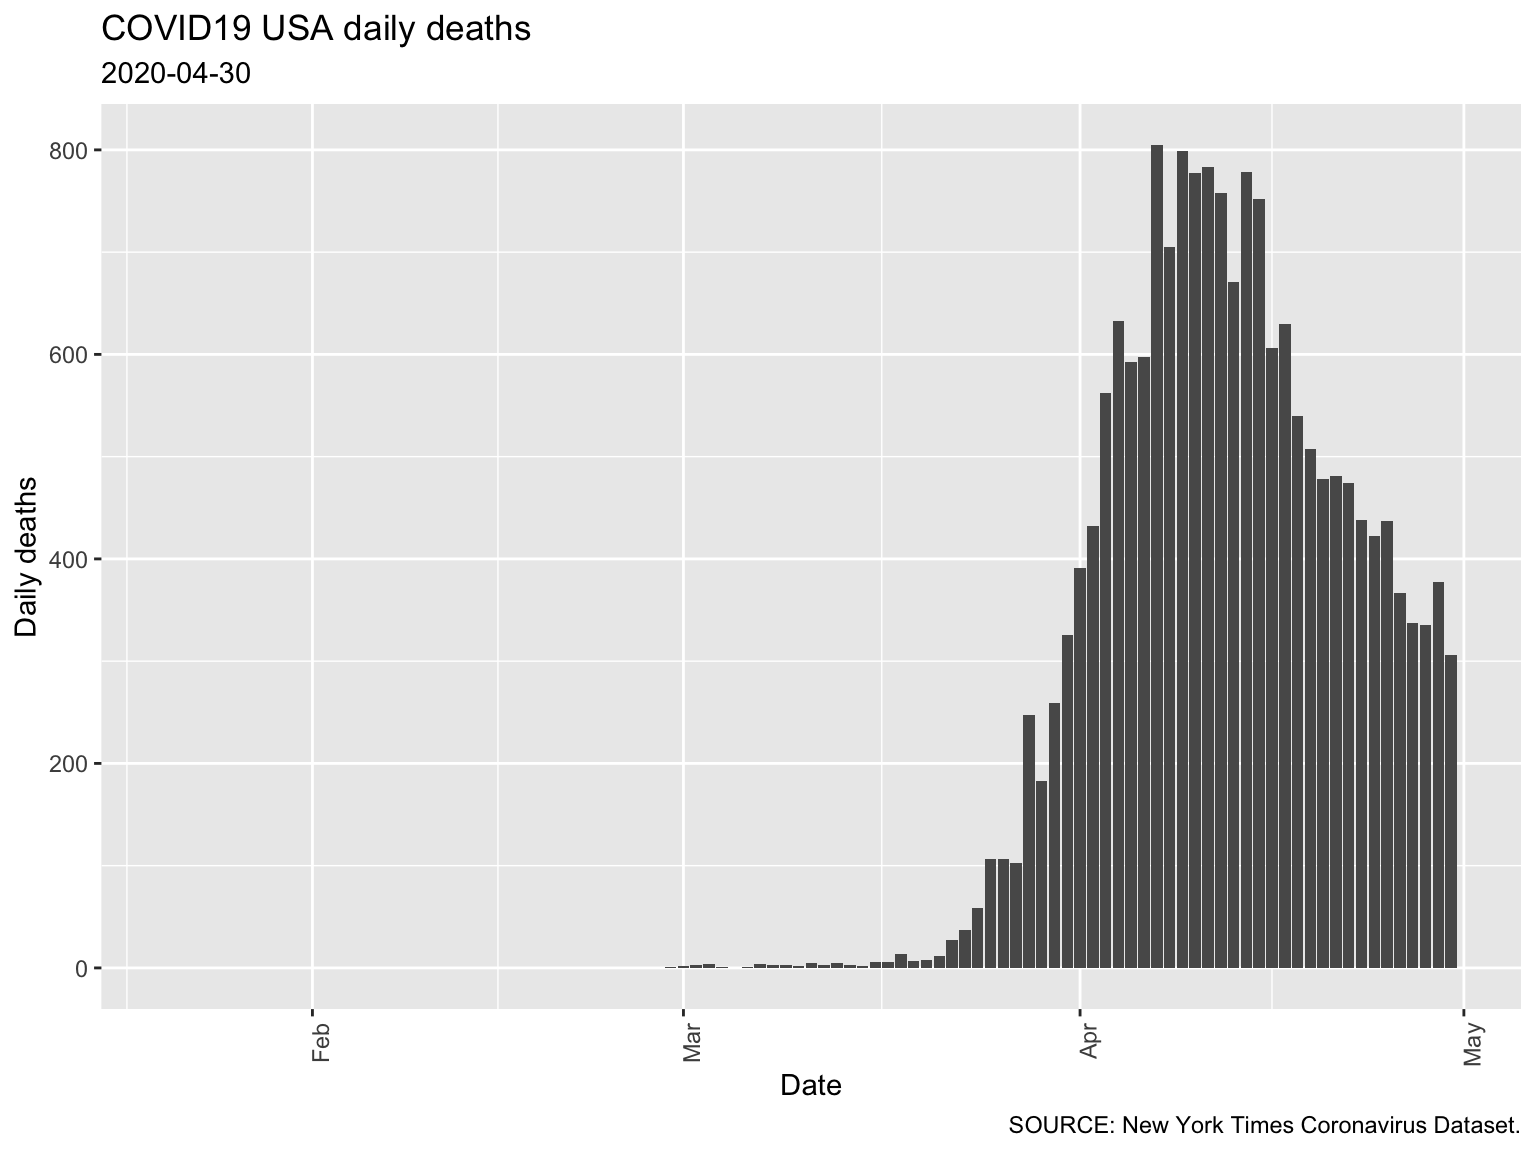 COVID19 USA daily deaths
2020-04-30
Daily deaths
800
600
400
200
0
Feb
Mar
Apr
May
Date
SOURCE: New York Times Coronavirus Dataset.